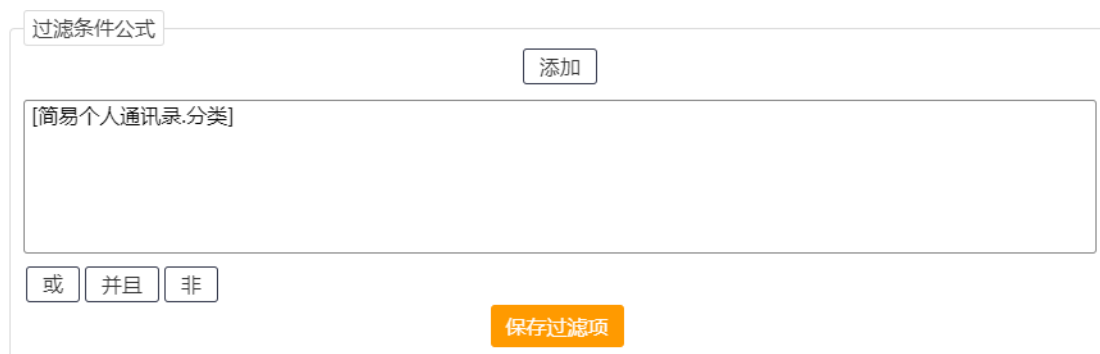 过滤条件公式
添加
[简易个人通讯录.分类]
或 并且 非
保存过滤项